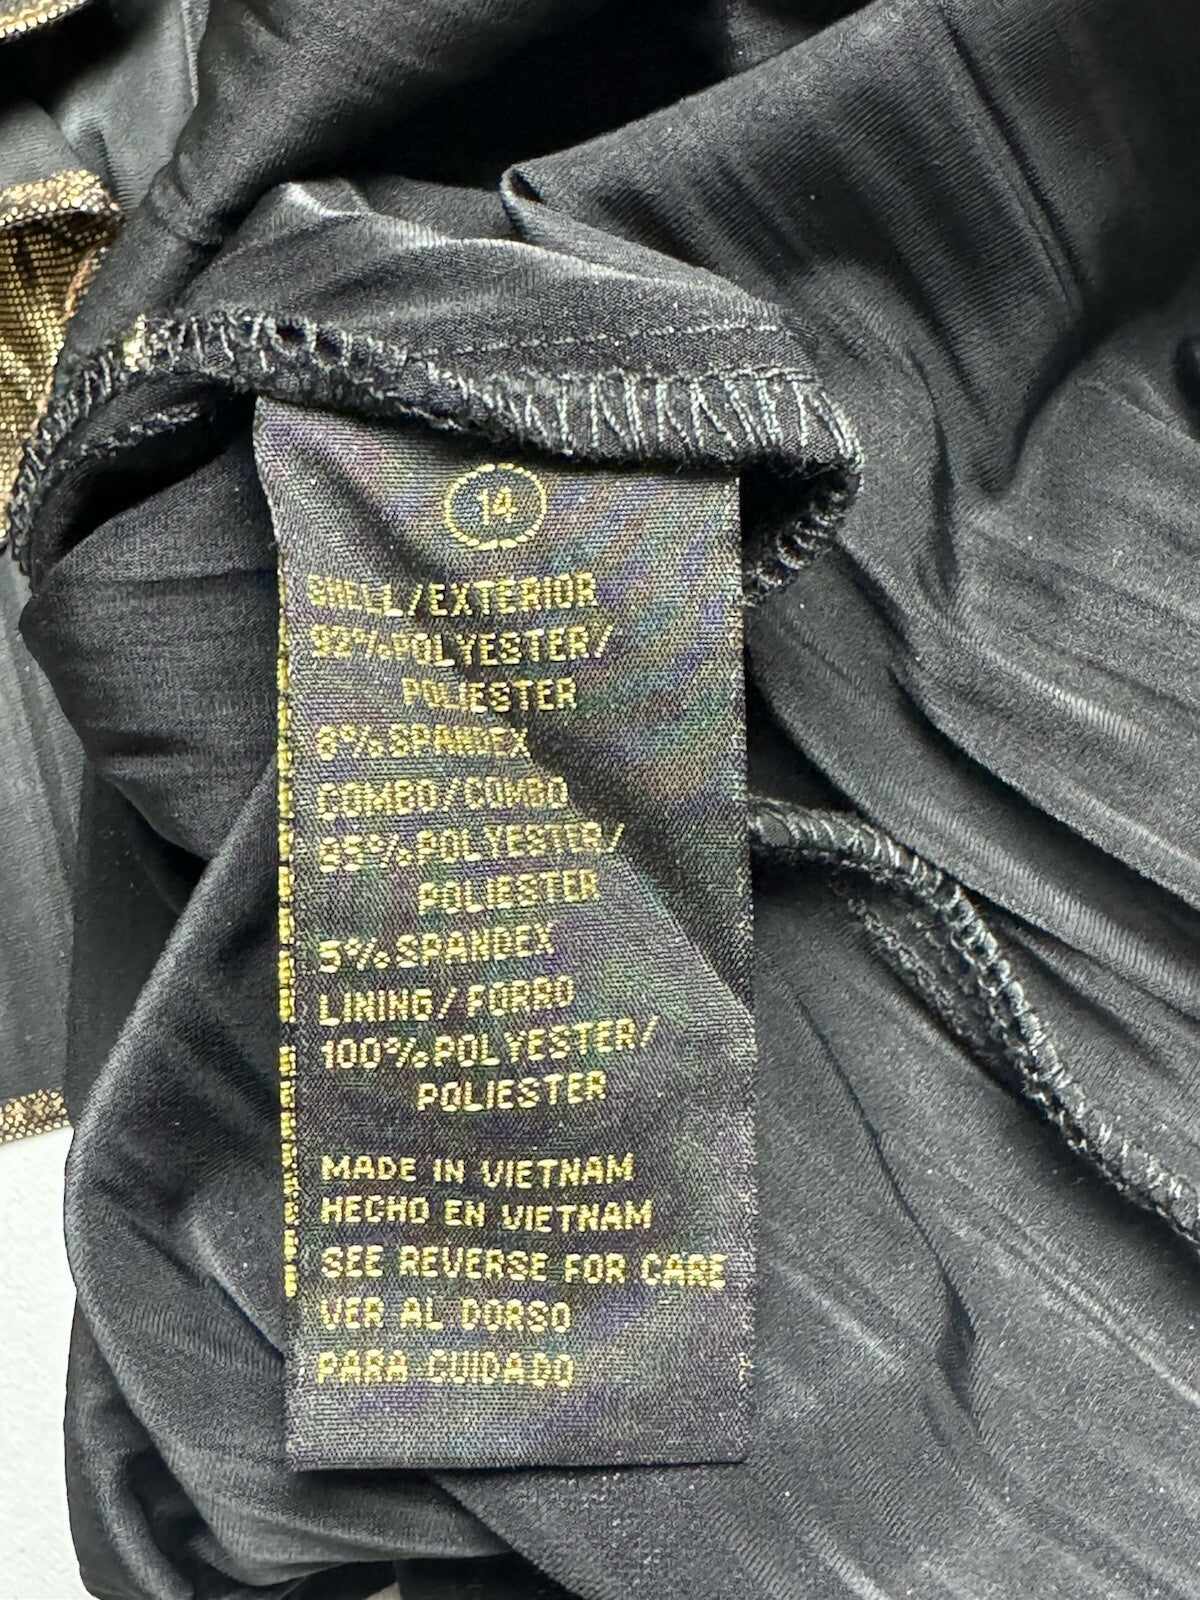 14
SHELL/EXTERIOR
92%POLYESTER/
POLIESTER
8%SPANDEX
COMBO/COMBO
95%POLYESTER/
POLIESTER
5%SPANDEX
LINING/FORRO
100%POLYESTER/
POLIESTER
MADE IN VIETNAM
HECHO EN VIETNAM
SEE REVERSE FOR CARE
VER AL DORSO
PARA CUIDADO